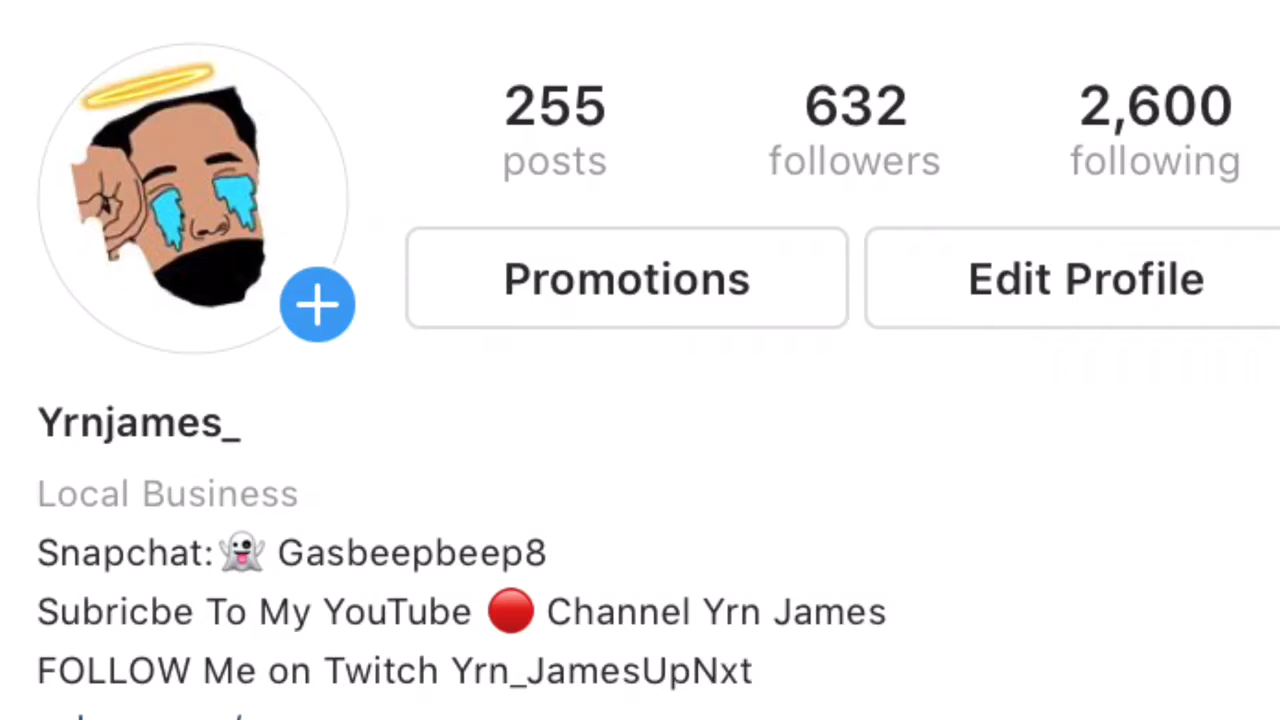 255 632 2,600
posts followers following
Promotions Edit Profile
Yrnjames_
Local Business
Snapchat:👻 Gasbeepbeep8
Subricbe To My YouTube 🔴 Channel Yrn James
FOLLOW Me on Twitch Yrn_JamesUpNxt